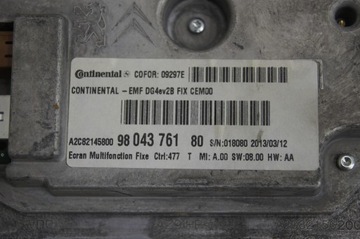 Continental COFOR: 09297E
CONTINENTAL - EMF DG4ev2B FIX CEM00
A2C82145800 98 043 761 80 S/N:018080 2013/03/12
Ecran Multifonction Fixe Ctrl:477 T MI: A.00 SW:08.00 HW: AA